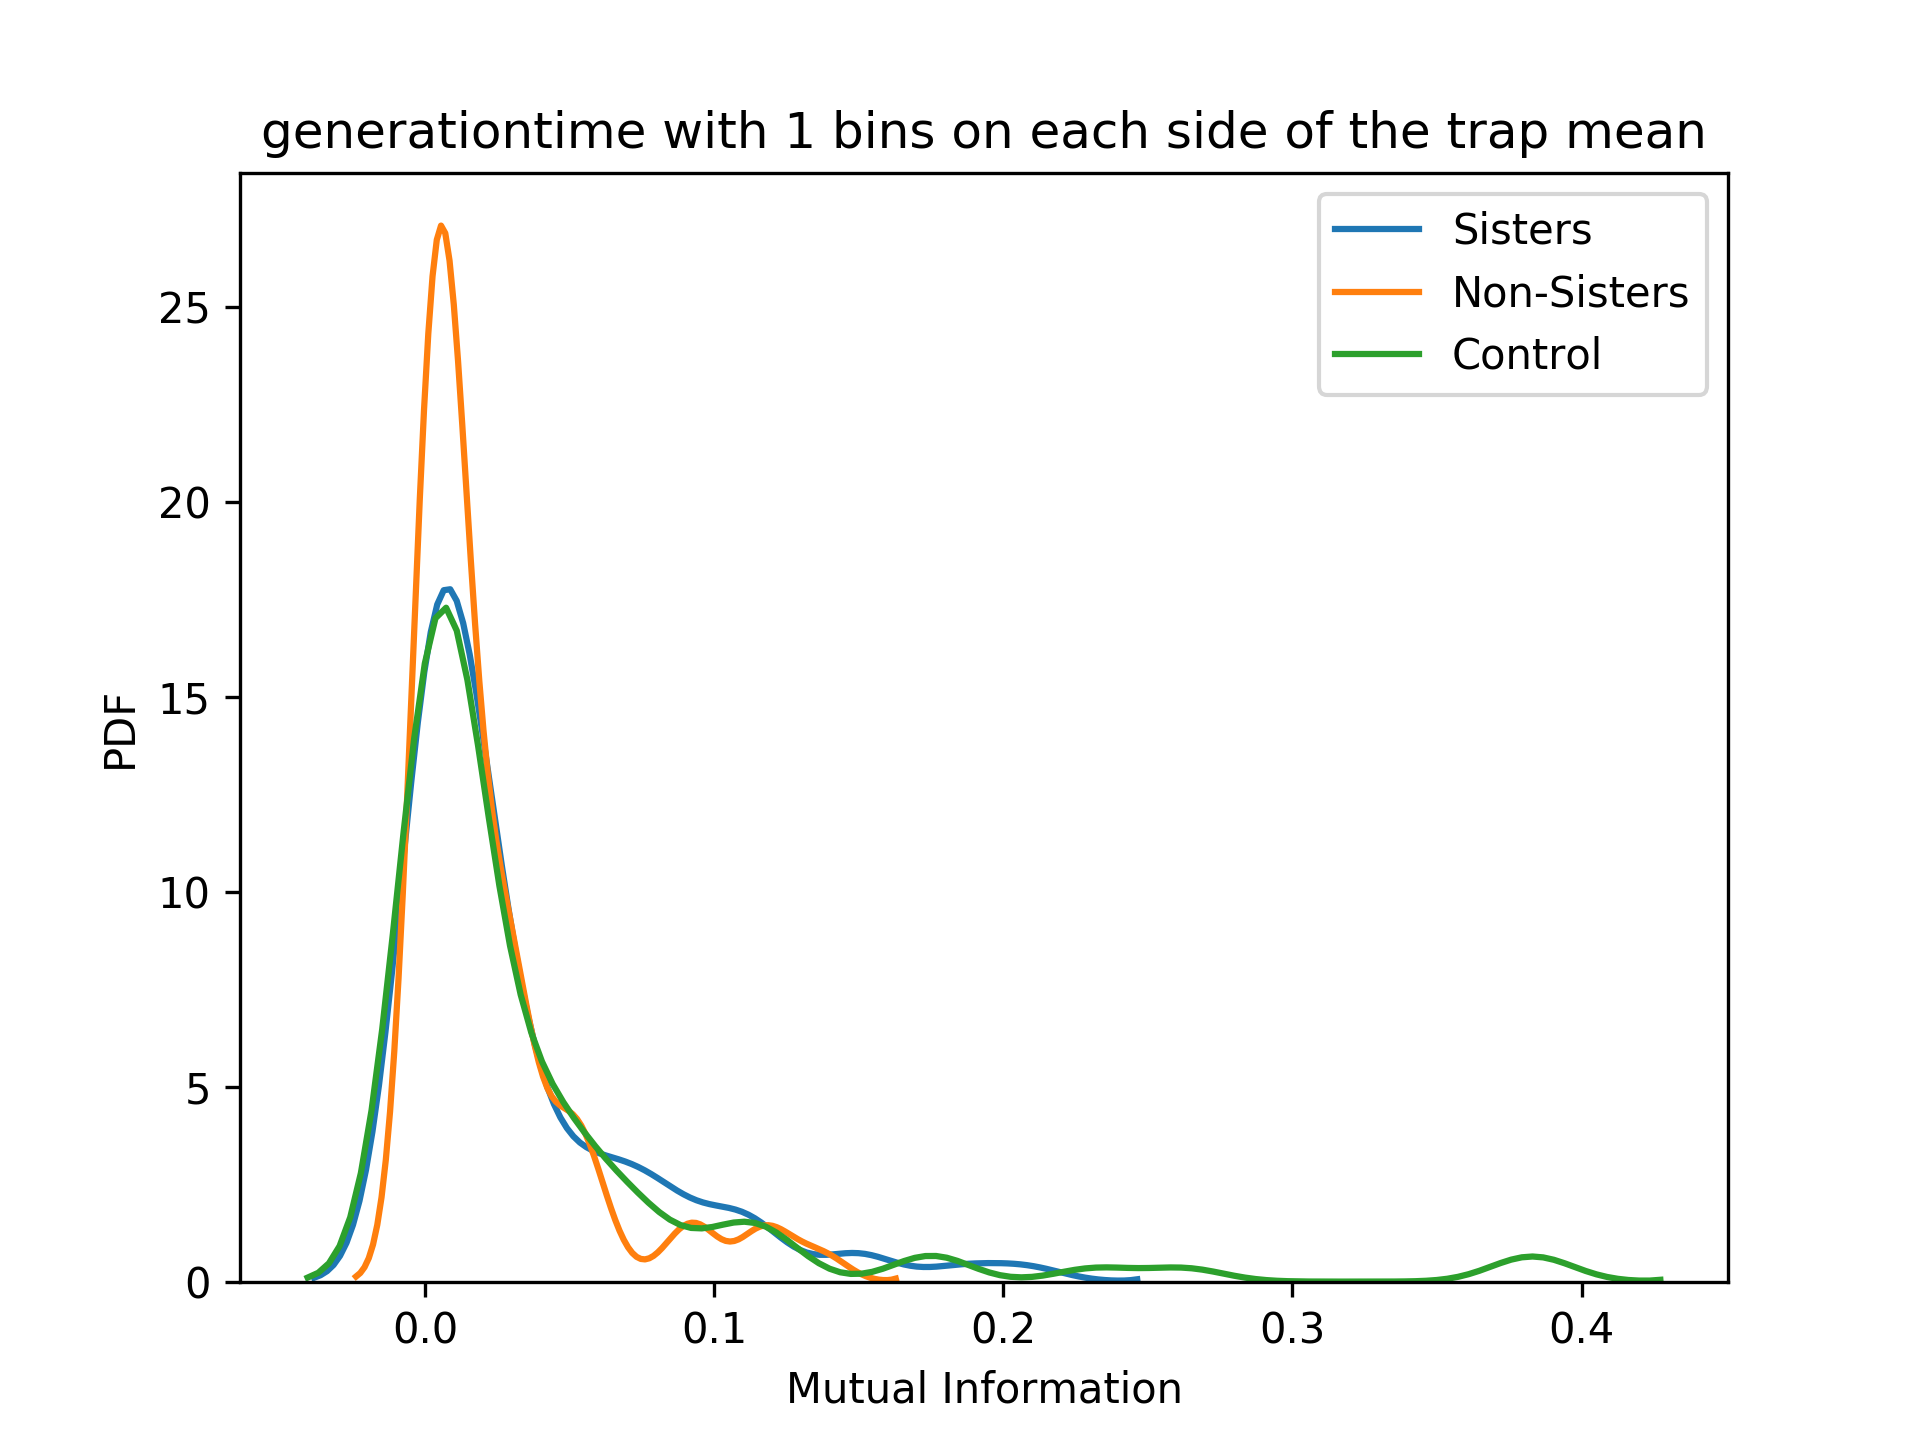 generationtime with 1 bins on each side of the trap mean
Sisters
Non-Sisters
Control
PDF
25
20
15
10
5
0
0.0 0.1 0.2 0.3 0.4
Mutual Information